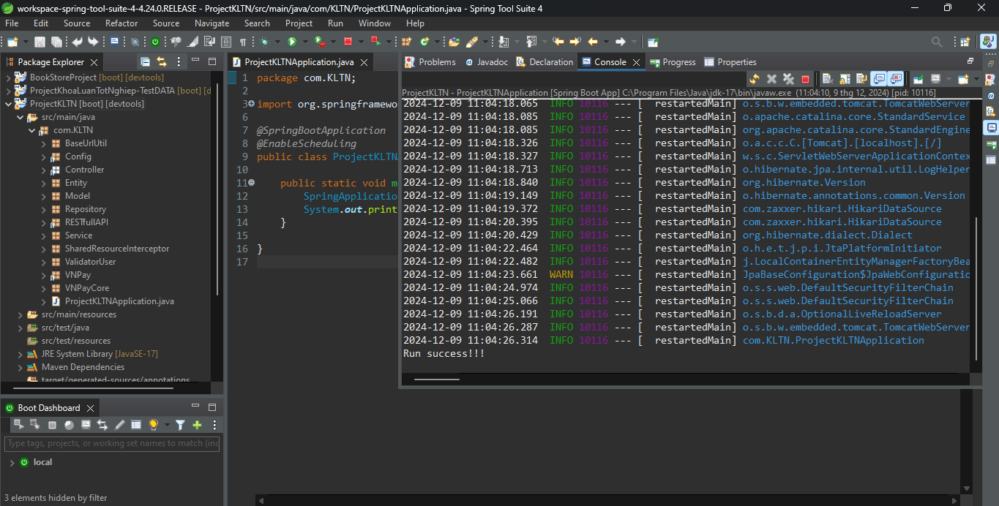 workspace-spring-tool-suite-4-4.24.0.RELEASE - ProjectKLTN/src/main/java/com/KLTN/ProjectKLTNApplication.java - Spring Tool Suite 4
File Edit Source Refactor Source Navigate Search Project Run Window Help
Package Explorer
BookStoreProject [boot] [devtools]
ProjectKhoaLuanTotNghiep-TestDATA [boot] [d
ProjectKLTN [boot] [devtools]
src/main/java
com.KLTN
BaseUrlUtil
Config
Controller
Entity
Model
Repository
RESTfullAPI
Service
SharedResourceInterceptor
ValidatorUser
VNPay
VNPayCore
ProjectKLTNApplication.java
src/main/resources
src/test/java
src/test/resources
JRE System Library [JavaSE-17]
Maven Dependencies
target/generated-sources/annotations
Boot Dashboard
Type tags, projects, or working set names to match (inc
local
3 elements hidden by filter
ProjectKLTNApplication.java
1 package com.KLTN;
2
3 import org.springframewo
6
7 @SpringBootApplication
8 @EnableScheduling
9 public class ProjectKLTN
10
11 public static void m
12 SpringApplicatio
13 System.out.print
14 }
15
16 }
17
Problems Javadoc Declaration Console Progress Properties
ProjectKLTN - ProjectKLTNApplication [Spring Boot App] C:\Program Files\Java\jdk-17\bin\javaw.exe (11:04:10, 9 thg 12, 2024) [pid: 10116]
2024-12-09 11:04:18.065 INFO 10116 --- [ restartedMain] o.s.b.w.embedded.tomcat.TomcatWebServer
2024-12-09 11:04:18.085 INFO 10116 --- [ restartedMain] o.apache.catalina.core.StandardService
2024-12-09 11:04:18.085 INFO 10116 --- [ restartedMain] org.apache.catalina.core.StandardEngine
2024-12-09 11:04:18.326 INFO 10116 --- [ restartedMain] o.a.c.c.C.[Tomcat].[localhost].[/]
2024-12-09 11:04:18.327 INFO 10116 --- [ restartedMain] w.s.c.ServletWebServerApplicationContex
2024-12-09 11:04:18.713 INFO 10116 --- [ restartedMain] o.hibernate.jpa.internal.util.LogHelper
2024-12-09 11:04:18.840 INFO 10116 --- [ restartedMain] org.hibernate.Version
2024-12-09 11:04:19.149 INFO 10116 --- [ restartedMain] o.hibernate.annotations.common.Version
2024-12-09 11:04:19.372 INFO 10116 --- [ restartedMain] com.zaxxer.hikari.HikariDataSource
2024-12-09 11:04:20.395 INFO 10116 --- [ restartedMain] com.zaxxer.hikari.HikariDataSource
2024-12-09 11:04:20.429 INFO 10116 --- [ restartedMain] org.hibernate.dialect.Dialect
2024-12-09 11:04:22.464 INFO 10116 --- [ restartedMain] o.h.e.t.j.p.i.JtaPlatformInitiator
2024-12-09 11:04:22.482 INFO 10116 --- [ restartedMain] j.LocalContainerEntityManagerFactoryBea
2024-12-09 11:04:23.661 WARN 10116 --- [ restartedMain] JpaBaseConfiguration$JpaWebConfiguratio
2024-12-09 11:04:24.974 INFO 10116 --- [ restartedMain] o.s.s.web.DefaultSecurityFilterChain
2024-12-09 11:04:25.066 INFO 10116 --- [ restartedMain] o.s.s.web.DefaultSecurityFilterChain
2024-12-09 11:04:26.191 INFO 10116 --- [ restartedMain] o.s.b.d.a.OptionalLiveReloadServer
2024-12-09 11:04:26.287 INFO 10116 --- [ restartedMain] o.s.b.w.embedded.tomcat.TomcatWebServer
2024-12-09 11:04:26.314 INFO 10116 --- [ restartedMain] com.KLTN.ProjectKLTNApplication
Run success!!!